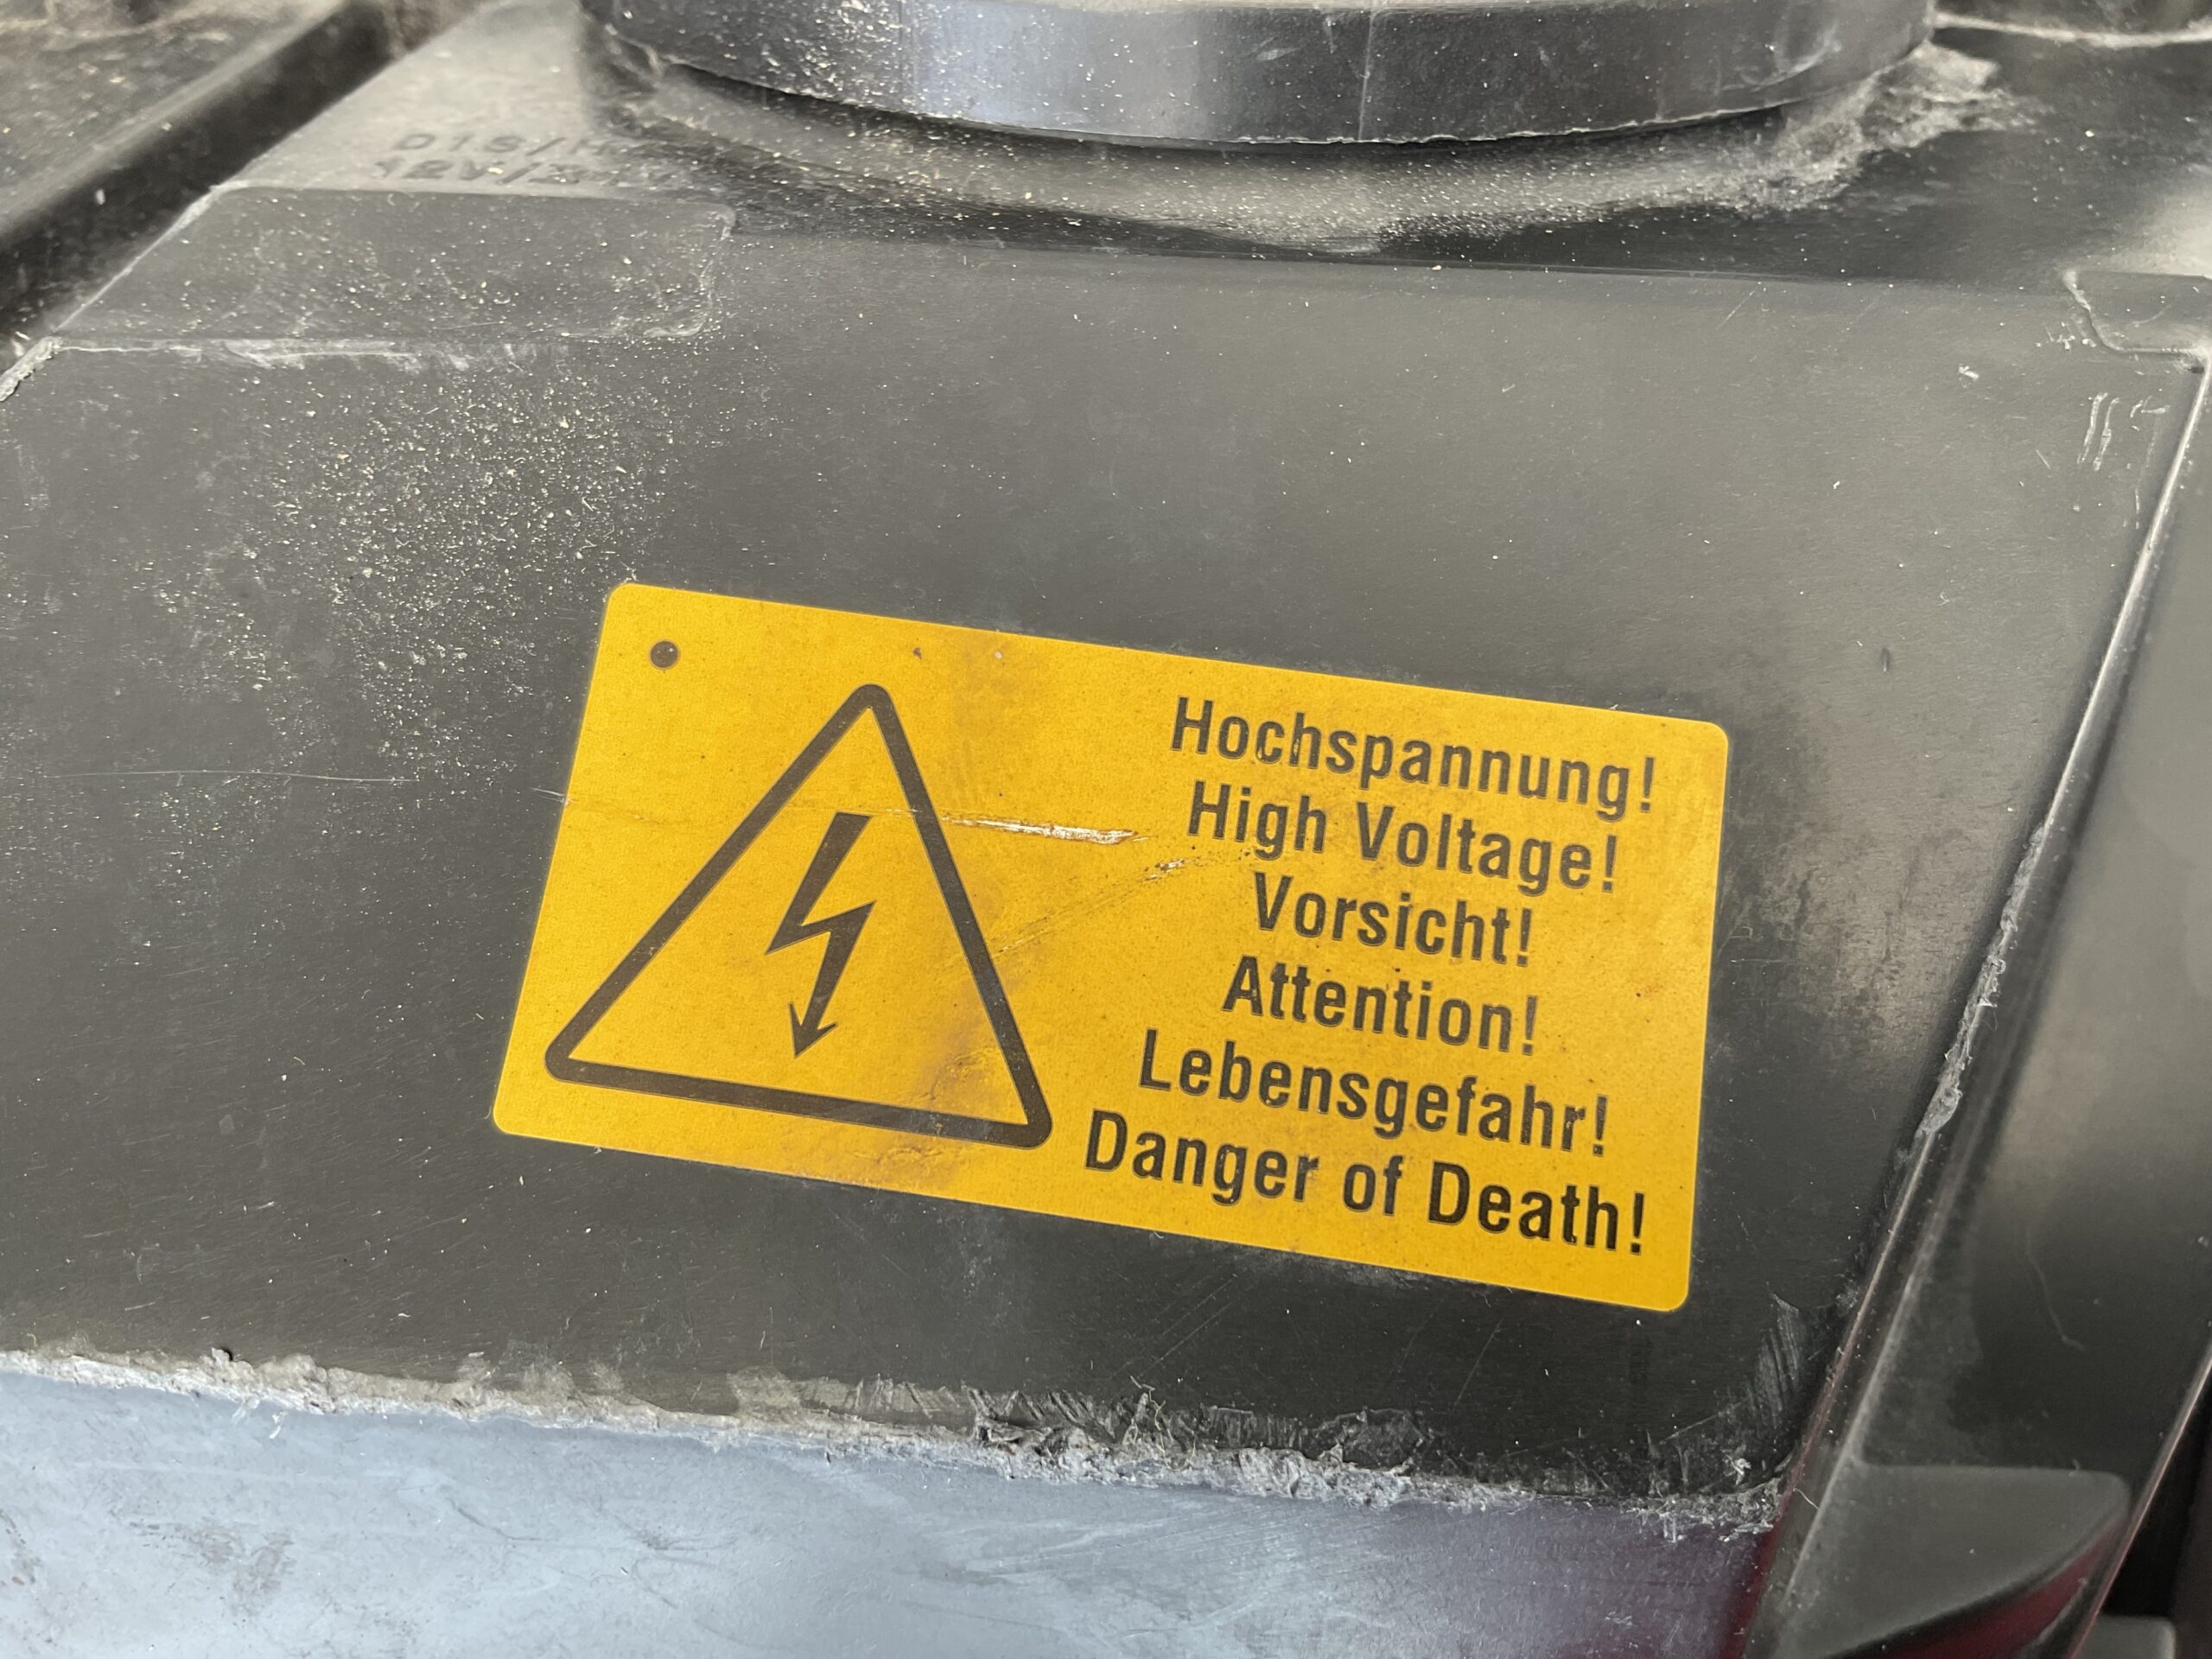 Hochspannung!
High Voltage!
Vorsicht!
Attention!
Lebensgefahr!
Danger of Death!